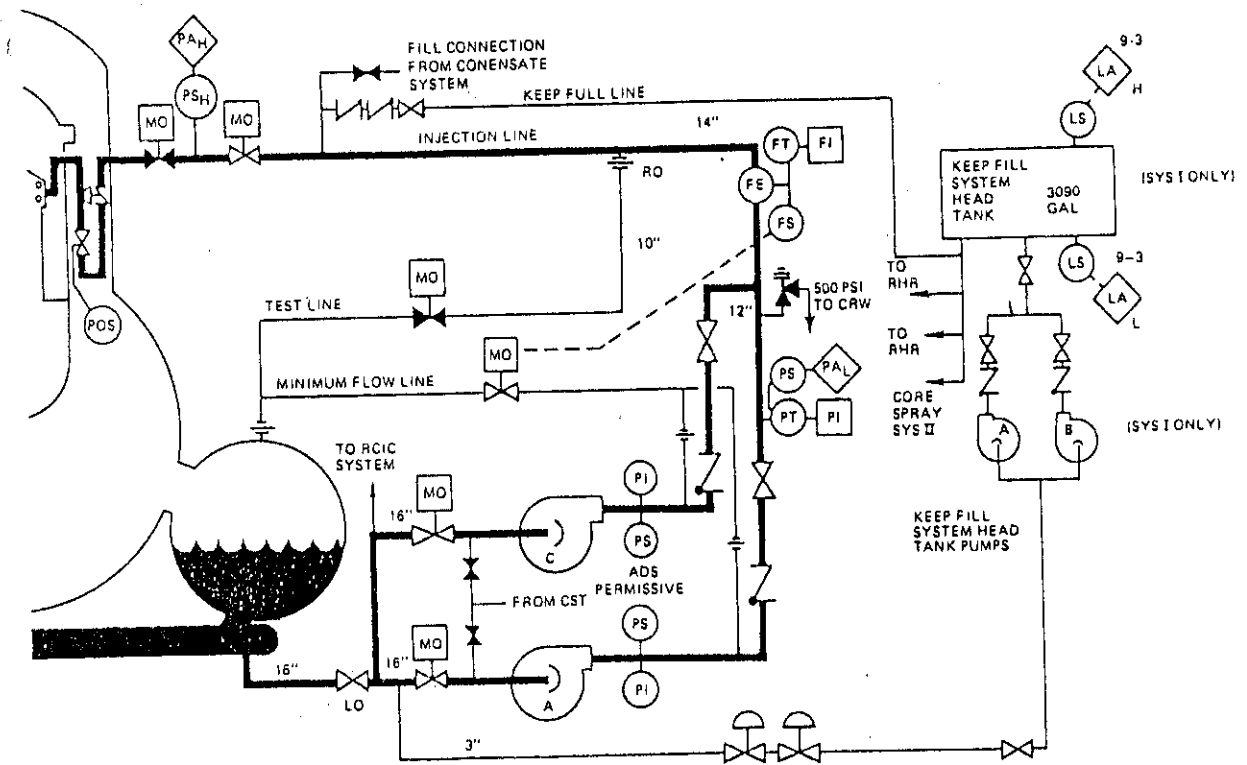 PAH
PSH
MO
MO
FILL CONNECTION
FROM CONENSATE
SYSTEM
KEEP FULL LINE
INJECTION LINE
14"
RO
FT
FI
FE
FS
10"
9-3
LA
H
LS
KEEP FILL
SYSTEM
HEAD
TANK
3090
GAL
(SYS I ONLY)
LS
9-3
LA
L
TO
RHR
TO
RHR
CORE
SPRAY
SYS II
A
B
(SYS I ONLY)
KEEP FILL
SYSTEM HEAD
TANK PUMPS
500 PSI
TO CRW
12"
MO
TEST LINE
MO
MINIMUM FLOW LINE
POS
PS
PAL
PT
PI
TO RCIC
SYSTEM
MO
16"
C
PI
PS
ADS
PERMISSIVE
FROM CST
PS
PI
MO
16"
16"
LO
A
3"